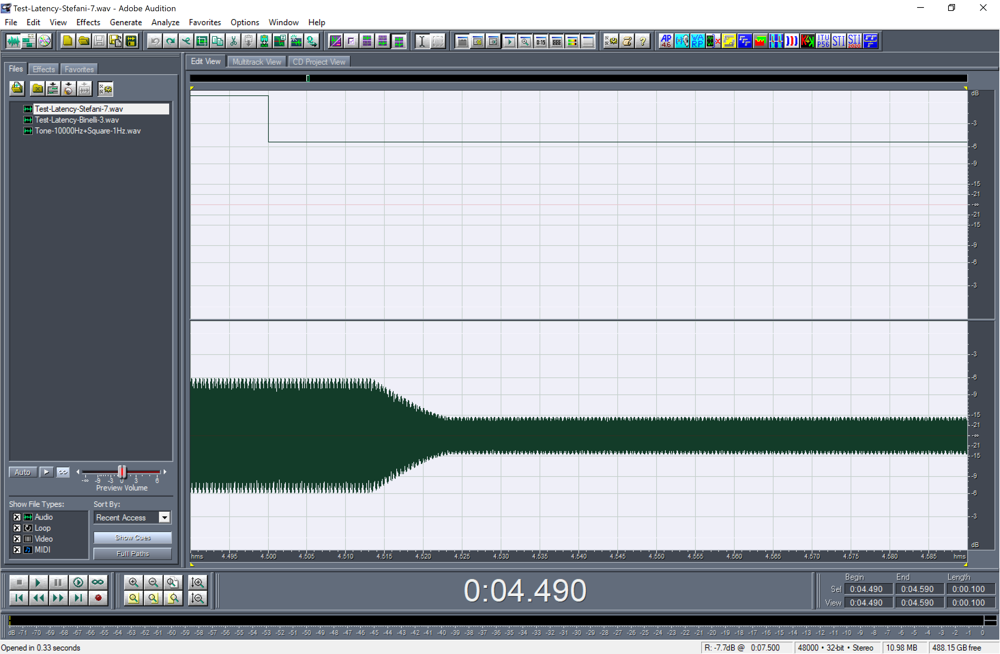 Test-Latency-Stefani-7.wav - Adobe Audition
File Edit View Effects Generate Analyze Favorites Options Window Help
AP 4.6 WA RP K4 ITU P56 STI SII 2020
Files Effects Favorites
Edit View Multitrack View CD Project View
Test-Latency-Stefani-7.wav
Test-Latency-Binelli-3.wav
Tone-10000Hz+Square-1Hz.wav
dB
-3
-6
-9
-15
-21
-∞
-21
-15
-9
-6
-3
-3
-6
-9
-15
-21
-∞
-21
-15
-9
-6
-3
dB
Auto
-∞ -9 -3 0 3 6
Preview Volume
Show File Types: Sort By:
Audio
Loop
Video
MIDI
Recent Access
Show Cues
Full Paths
hms 4.495 4.500 4.505 4.510 4.515 4.520 4.525 4.530 4.535 4.540 4.545 4.550 4.555 4.560 4.565 4.570 4.575 4.580 4.585 hms
0:04.490
Begin End Length
Sel 0:04.490 0:04.590 0:00.100
View 0:04.490 0:04.590 0:00.100
dB -71 -70 -69 -68 -67 -66 -65 -64 -63 -62 -61 -60 -59 -58 -57 -56 -55 -54 -53 -52 -51 -50 -49 -48 -47 -46 -45 -44 -43 -42 -41 -40 -39 -38 -37 -36 -35 -34 -33 -32 -31 -30 -29 -28 -27 -26 -25 -24 -23 -22 -21 -20 -19 -18 -17 -16 -15 -14 -13 -12 -11 -10 -9 -8 -7 -6 -5 -4 -3 -2 -1 0
Opened in 0.33 seconds
R: -7.7dB @ 0:07.500
48000 • 32-bit • Stereo
10.98 MB
488.15 GB free